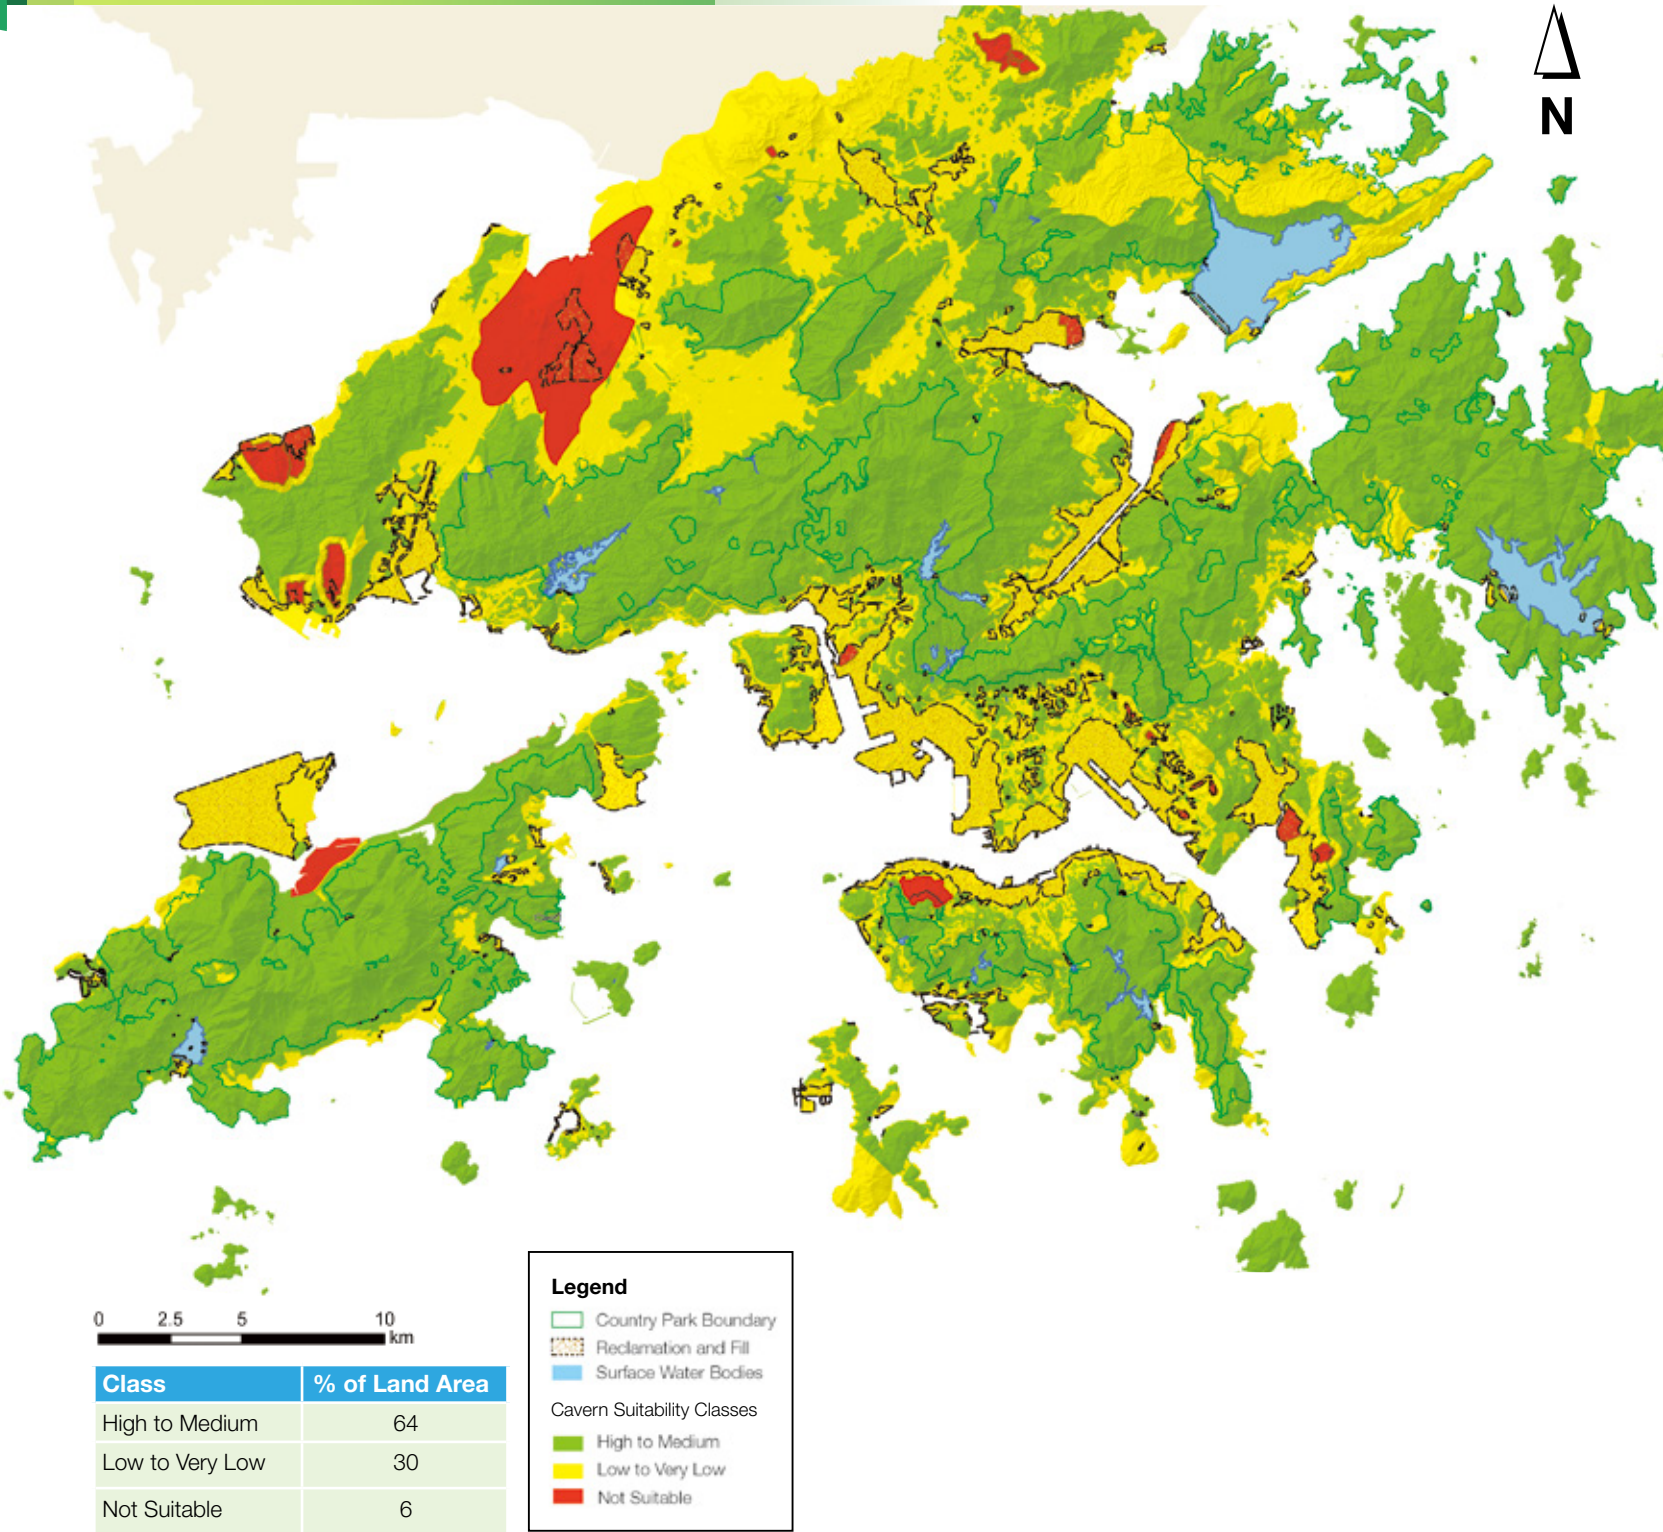 N
0 2.5 5 10
km
Class % of Land Area
High to Medium 64
Low to Very Low 30
Not Suitable 6
Legend
Country Park Boundary
Reclamation and Fill
Surface Water Bodies
Cavern Suitability Classes
High to Medium
Low to Very Low
Not Suitable